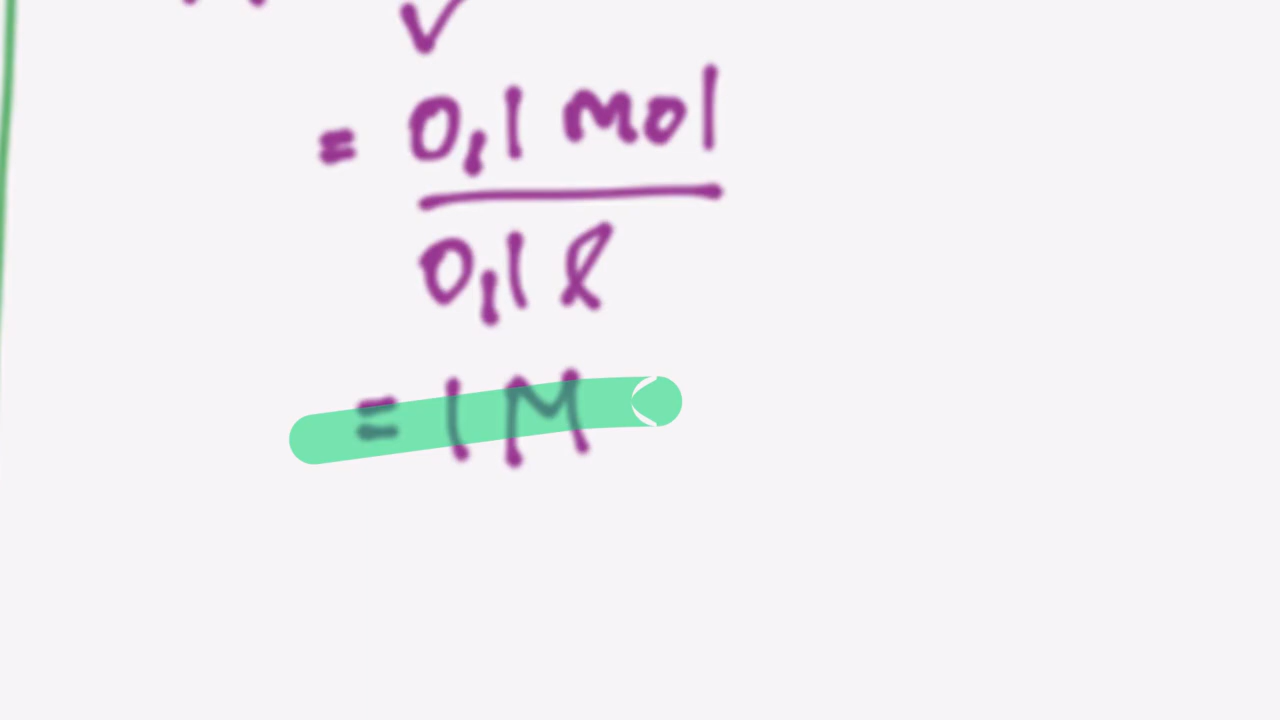 V
= 0,1 mol
0,1 l
= 1 M